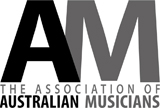 AM
THE ASSOCIATION OF
AUSTRALIAN MUSICIANS